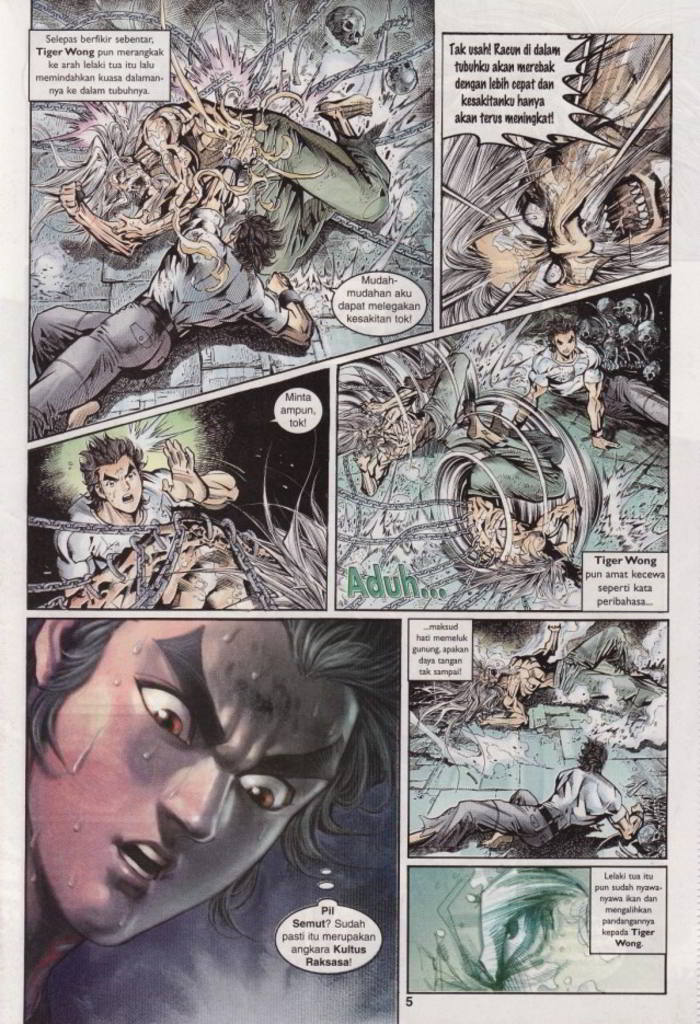 Selepas berfikir sebentar,
Tiger Wong pun merangkak
ke arah lelaki tua itu lalu
memindahkan kuasa dalaman-
nya ke dalam tubuhnya.
Mudah-
mudahan aku
dapat melegakan
kesakitan tok!
Tak usah! Racun di dalam
tubuhku akan merebak
dengan lebih cepat dan
kesakitanku hanya
akan terus meningkat!
Minta
ampun,
tok!
Aduh...
Tiger Wong
pun amat kecewa
seperti kata
peribahasa...
Pil
Semut? Sudah
pasti itu merupakan
angkara Kultus
Raksasa!
...maksud
hati memeluk
gunung, apakan
daya tangan
tak sampai!
Lelaki tua itu
pun sudah nyawa-
nyawa ikan dan
mengalihkan
pandangannya
kepada Tiger
Wong.
5